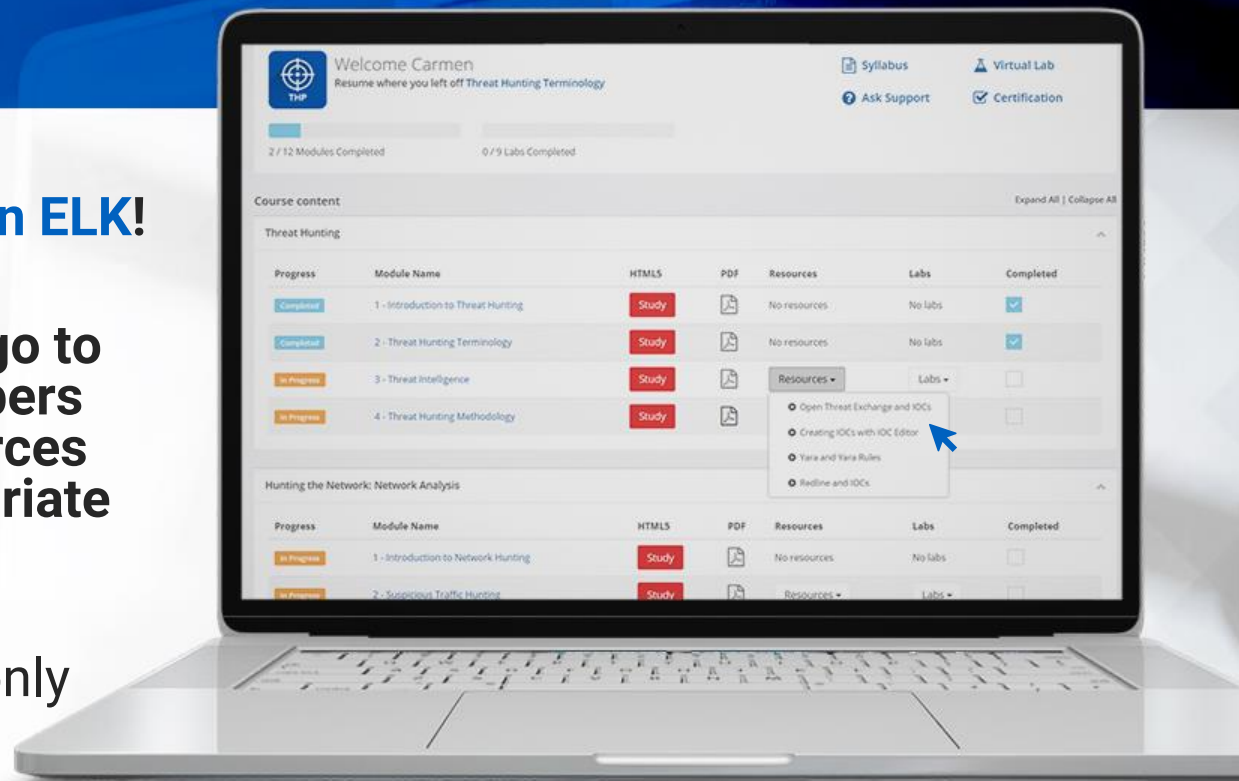 n ELK!
go to
bers
rces
riate
nly
THP
Welcome Carmen
Resume where you left off Threat Hunting Terminology
Syllabus
Virtual Lab
Ask Support
Certification
2 / 12 Modules Completed
0 / 9 Labs Completed
Course content
Expand All | Collapse All
Threat Hunting
Progress Module Name HTML5 PDF Resources Labs Completed
Completed 1 - Introduction to Threat Hunting Study No resources No labs
Completed 2 - Threat Hunting Terminology Study No resources No labs
In Progress 3 - Threat Intelligence Study Resources Labs
In Progress 4 - Threat Hunting Methodology Study
Open Threat Exchange and IOCs
Creating IOCs with IOC Editor
Yara and Yara Rules
Redline and IOCs
Hunting the Network: Network Analysis
Progress Module Name HTML5 PDF Resources Labs Completed
In Progress 1 - Introduction to Network Hunting Study No resources No labs
In Progress 2 - Suspicious Traffic Hunting Study Resources Labs